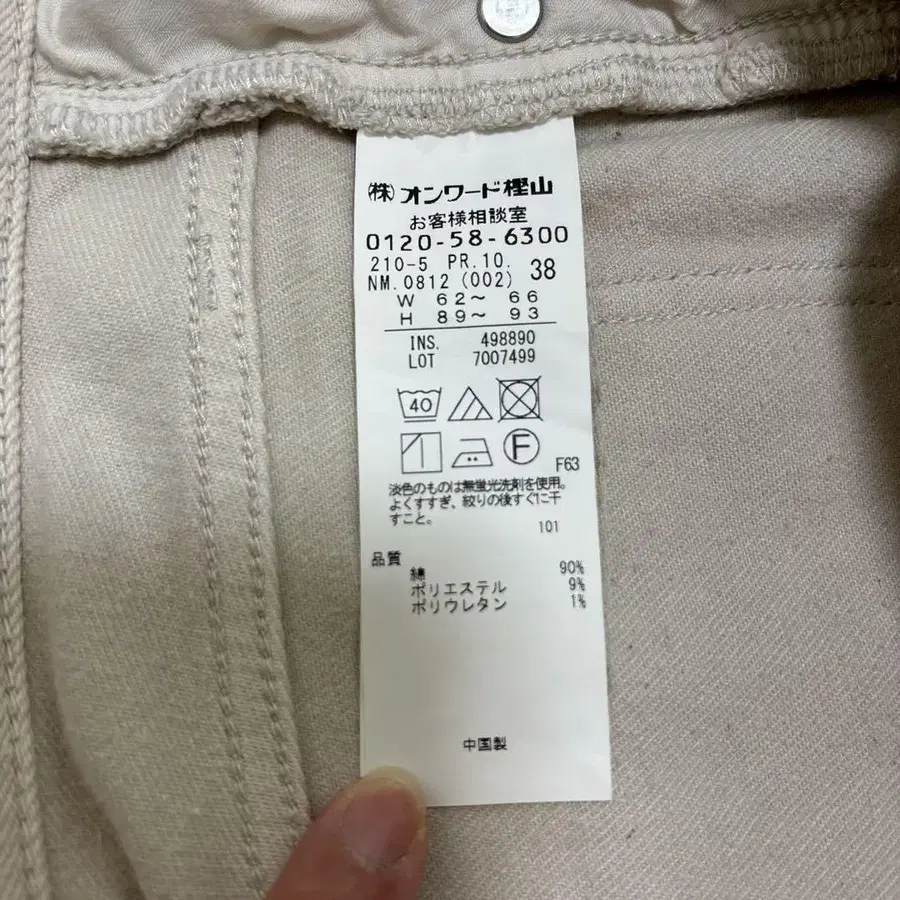 (株)オンワード樫山
お客様相談室
0120-58-6300
210-5 PR.10.
NM.0812 (002) 38
W 62～ 66
H 89～ 93
INS. 498890
LOT 7007499
40
F
F63
淡色のものは無蛍光洗剤を使用。
よくすすぎ、絞りの後すぐに干
すこと。
101
品質
綿 90%
ポリエステル 9%
ポリウレタン 1%
中国製